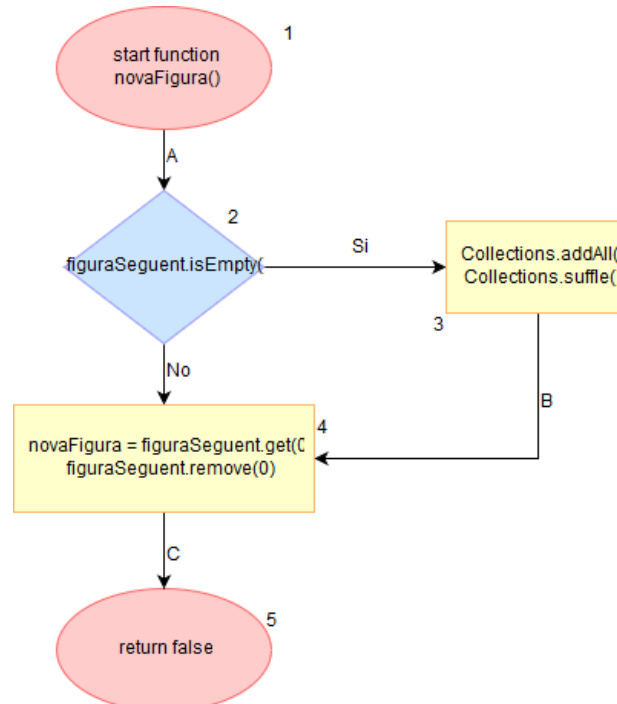 1
start function
novaFigura()
A
2
figuraSeguent.isEmpty(
Si
Collections.addAll(
Collections.suffle(
3
No
B
4
novaFigura = figuraSeguent.get(0
figuraSeguent.remove(0)
C
5
return false